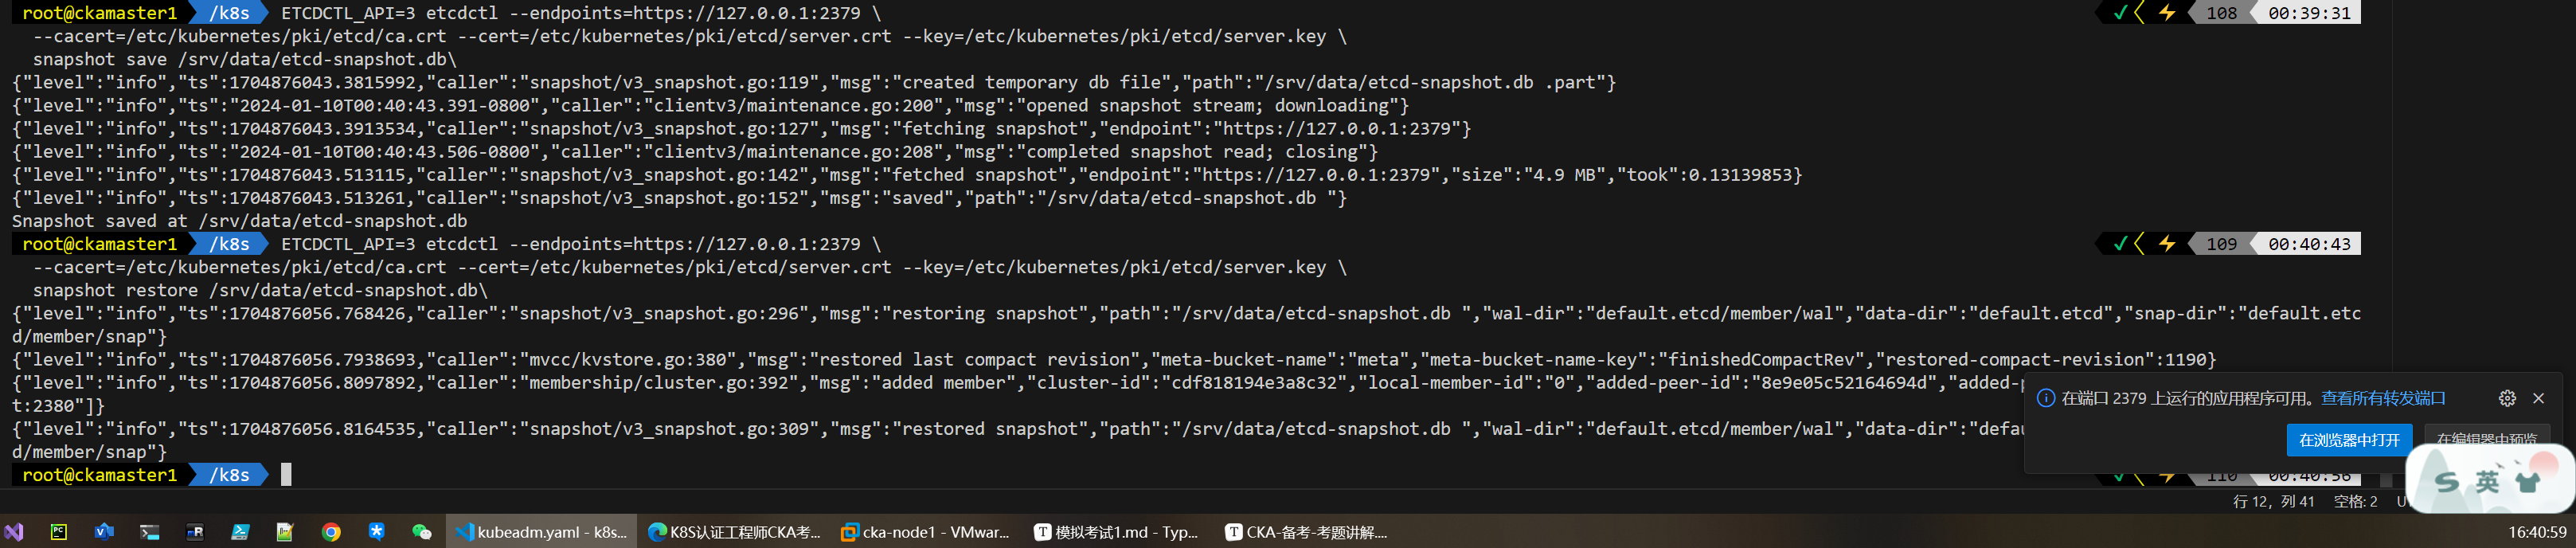 root@ckamaster1 /k8s ETCDCTL_API=3 etcdctl --endpoints=https://127.0.0.1:2379 \ 108 00:39:31
--cacert=/etc/kubernetes/pki/etcd/ca.crt --cert=/etc/kubernetes/pki/etcd/server.crt --key=/etc/kubernetes/pki/etcd/server.key \
snapshot save /srv/data/etcd-snapshot.db\
{"level":"info","ts":1704876043.3815992,"caller":"snapshot/v3_snapshot.go:119","msg":"created temporary db file","path":"/srv/data/etcd-snapshot.db .part"}
{"level":"info","ts":"2024-01-10T00:40:43.391-0800","caller":"clientv3/maintenance.go:200","msg":"opened snapshot stream; downloading"}
{"level":"info","ts":1704876043.3913534,"caller":"snapshot/v3_snapshot.go:127","msg":"fetching snapshot","endpoint":"https://127.0.0.1:2379"}
{"level":"info","ts":"2024-01-10T00:40:43.506-0800","caller":"clientv3/maintenance.go:208","msg":"completed snapshot read; closing"}
{"level":"info","ts":1704876043.513115,"caller":"snapshot/v3_snapshot.go:142","msg":"fetched snapshot","endpoint":"https://127.0.0.1:2379","size":"4.9 MB","took":0.13139853}
{"level":"info","ts":1704876043.513261,"caller":"snapshot/v3_snapshot.go:152","msg":"saved","path":"/srv/data/etcd-snapshot.db "}
Snapshot saved at /srv/data/etcd-snapshot.db
root@ckamaster1 /k8s ETCDCTL_API=3 etcdctl --endpoints=https://127.0.0.1:2379 \ 109 00:40:43
--cacert=/etc/kubernetes/pki/etcd/ca.crt --cert=/etc/kubernetes/pki/etcd/server.crt --key=/etc/kubernetes/pki/etcd/server.key \
snapshot restore /srv/data/etcd-snapshot.db\
{"level":"info","ts":1704876056.768426,"caller":"snapshot/v3_snapshot.go:296","msg":"restoring snapshot","path":"/srv/data/etcd-snapshot.db ","wal-dir":"default.etcd/member/wal","data-dir":"default.etcd","snap-dir":"default.etc
d/member/snap"}
{"level":"info","ts":1704876056.7938693,"caller":"mvcc/kvstore.go:380","msg":"restored last compact revision","meta-bucket-name":"meta","meta-bucket-name-key":"finishedCompactRev","restored-compact-revision":1190}
{"level":"info","ts":1704876056.8097892,"caller":"membership/cluster.go:392","msg":"added member","cluster-id":"cdf818194e3a8c32","local-member-id":"0","added-peer-id":"8e9e05c52164694d","added-p
t:2380"]}
{"level":"info","ts":1704876056.8164535,"caller":"snapshot/v3_snapshot.go:309","msg":"restored snapshot","path":"/srv/data/etcd-snapshot.db ","wal-dir":"default.etcd/member/wal","data-dir":"defau
d/member/snap"}
root@ckamaster1 /k8s 110 00:40:56
在端口 2379 上运行的应用程序可用。查看所有转发端口
在浏览器中打开 在编辑器中预览
S 英
行 12，列 41 空格: 2 U
kubeadm.yaml - k8s... K8S认证工程师CKA考... cka-node1 - VMwar... 模拟考试1.md - Typ... CKA-备考-考题讲解.... 16:40:59